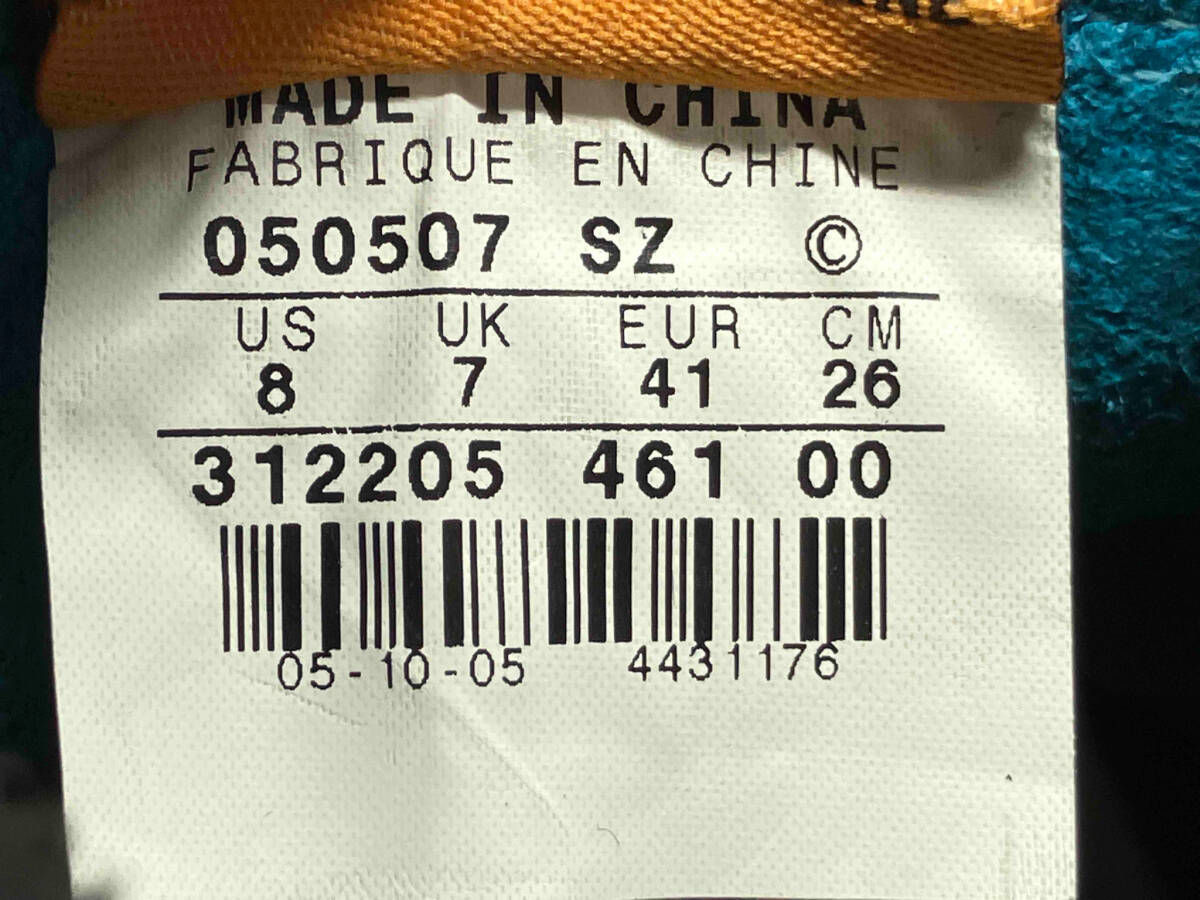 MADE IN CHINA
FABRIQUE EN CHINE
050507 SZ ©
US UK EUR CM
8 7 41 26
312205 461 00
05-10-05 4431176